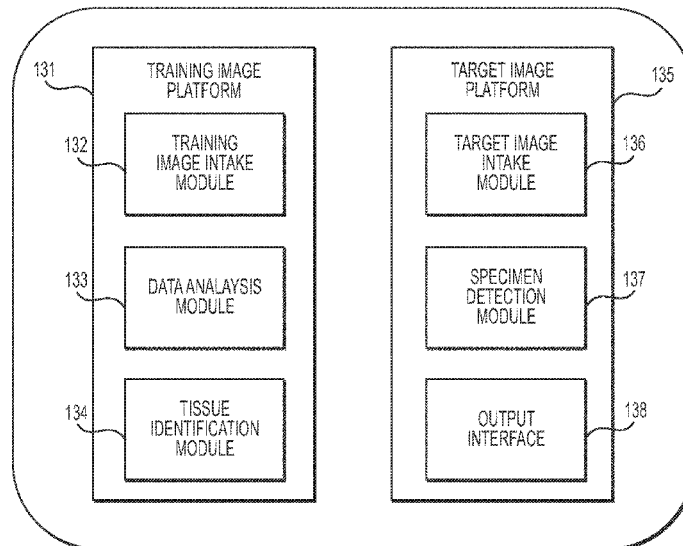 131
TRAINING IMAGE
PLATFORM
132
TRAINING
IMAGE INTAKE
MODULE
133
DATA ANALAYSIS
MODULE
134
TISSUE
IDENTIFICATION
MODULE
TARGET IMAGE
PLATFORM
135
TARGET IMAGE
INTAKE
MODULE
136
SPECIMEN
DETECTION
MODULE
137
OUTPUT
INTERFACE
138